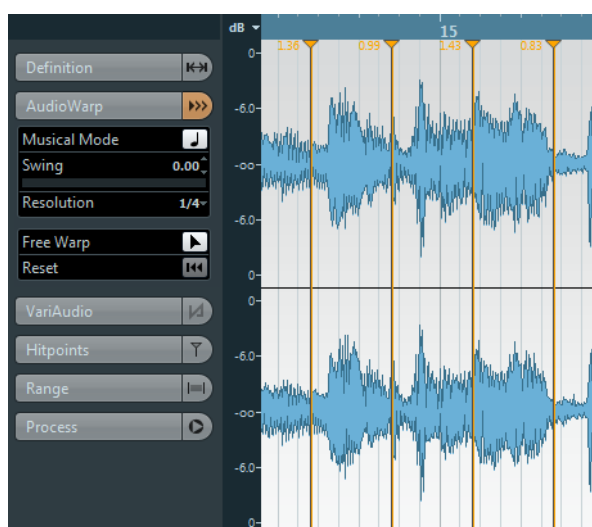 dB
15
1.36 0.99 1.43 0.83
Definition
AudioWarp
Musical Mode
Swing 0.00
Resolution 1/4
Free Warp
Reset
VariAudio
Hitpoints
Range
Process
0
-6.0
-oo
-6.0
0
0
-6.0
-oo
-6.0
0